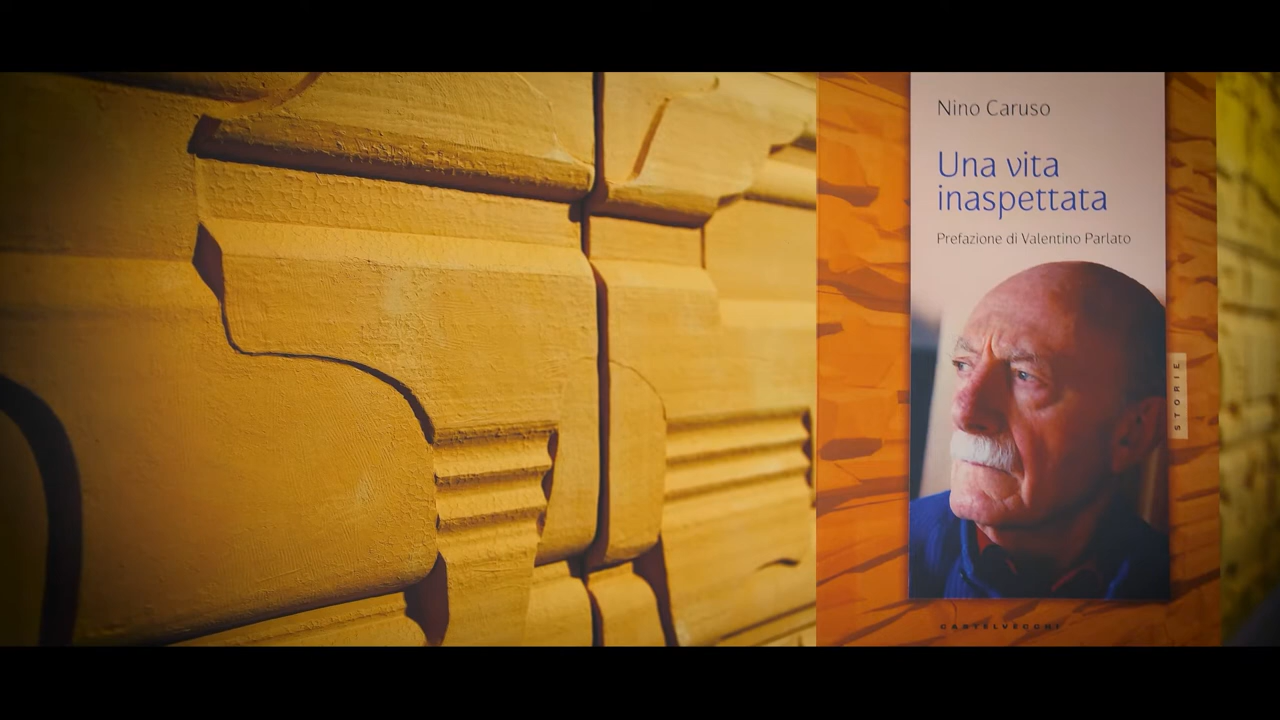 Nino Caruso
Una vita
inaspettata
Prefazione di Valentino Parlato
STORIE
CASTELVECCHI